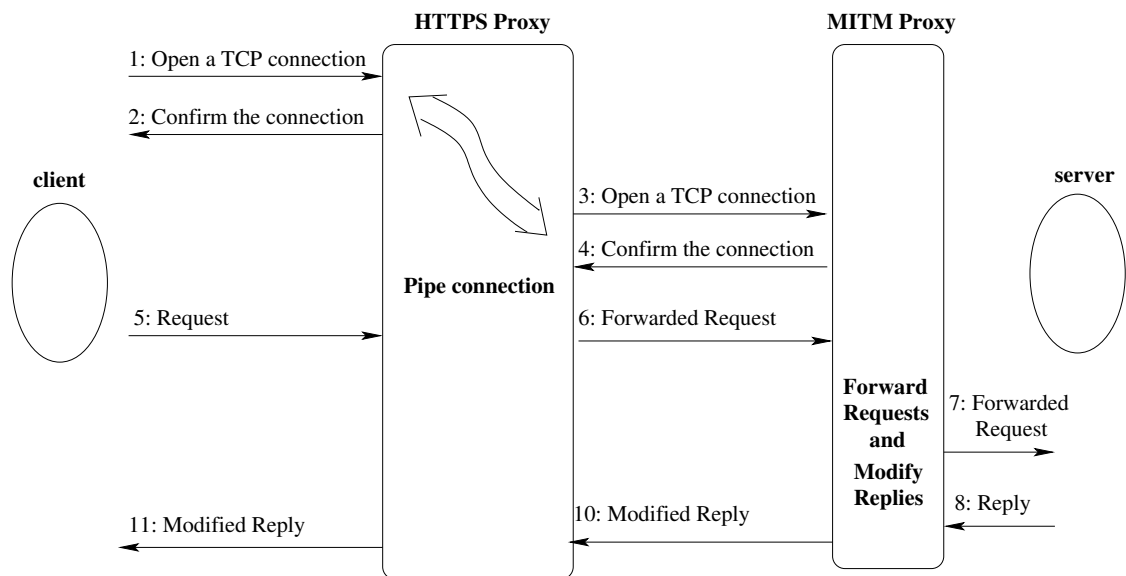 HTTPS Proxy
MITM Proxy
1: Open a TCP connection
2: Confirm the connection
client
server
3: Open a TCP connection
4: Confirm the connection
Pipe connection
5: Request
6: Forwarded Request
Forward
Requests
and
Modify
Replies
7: Forwarded
Request
8: Reply
10: Modified Reply
11: Modified Reply